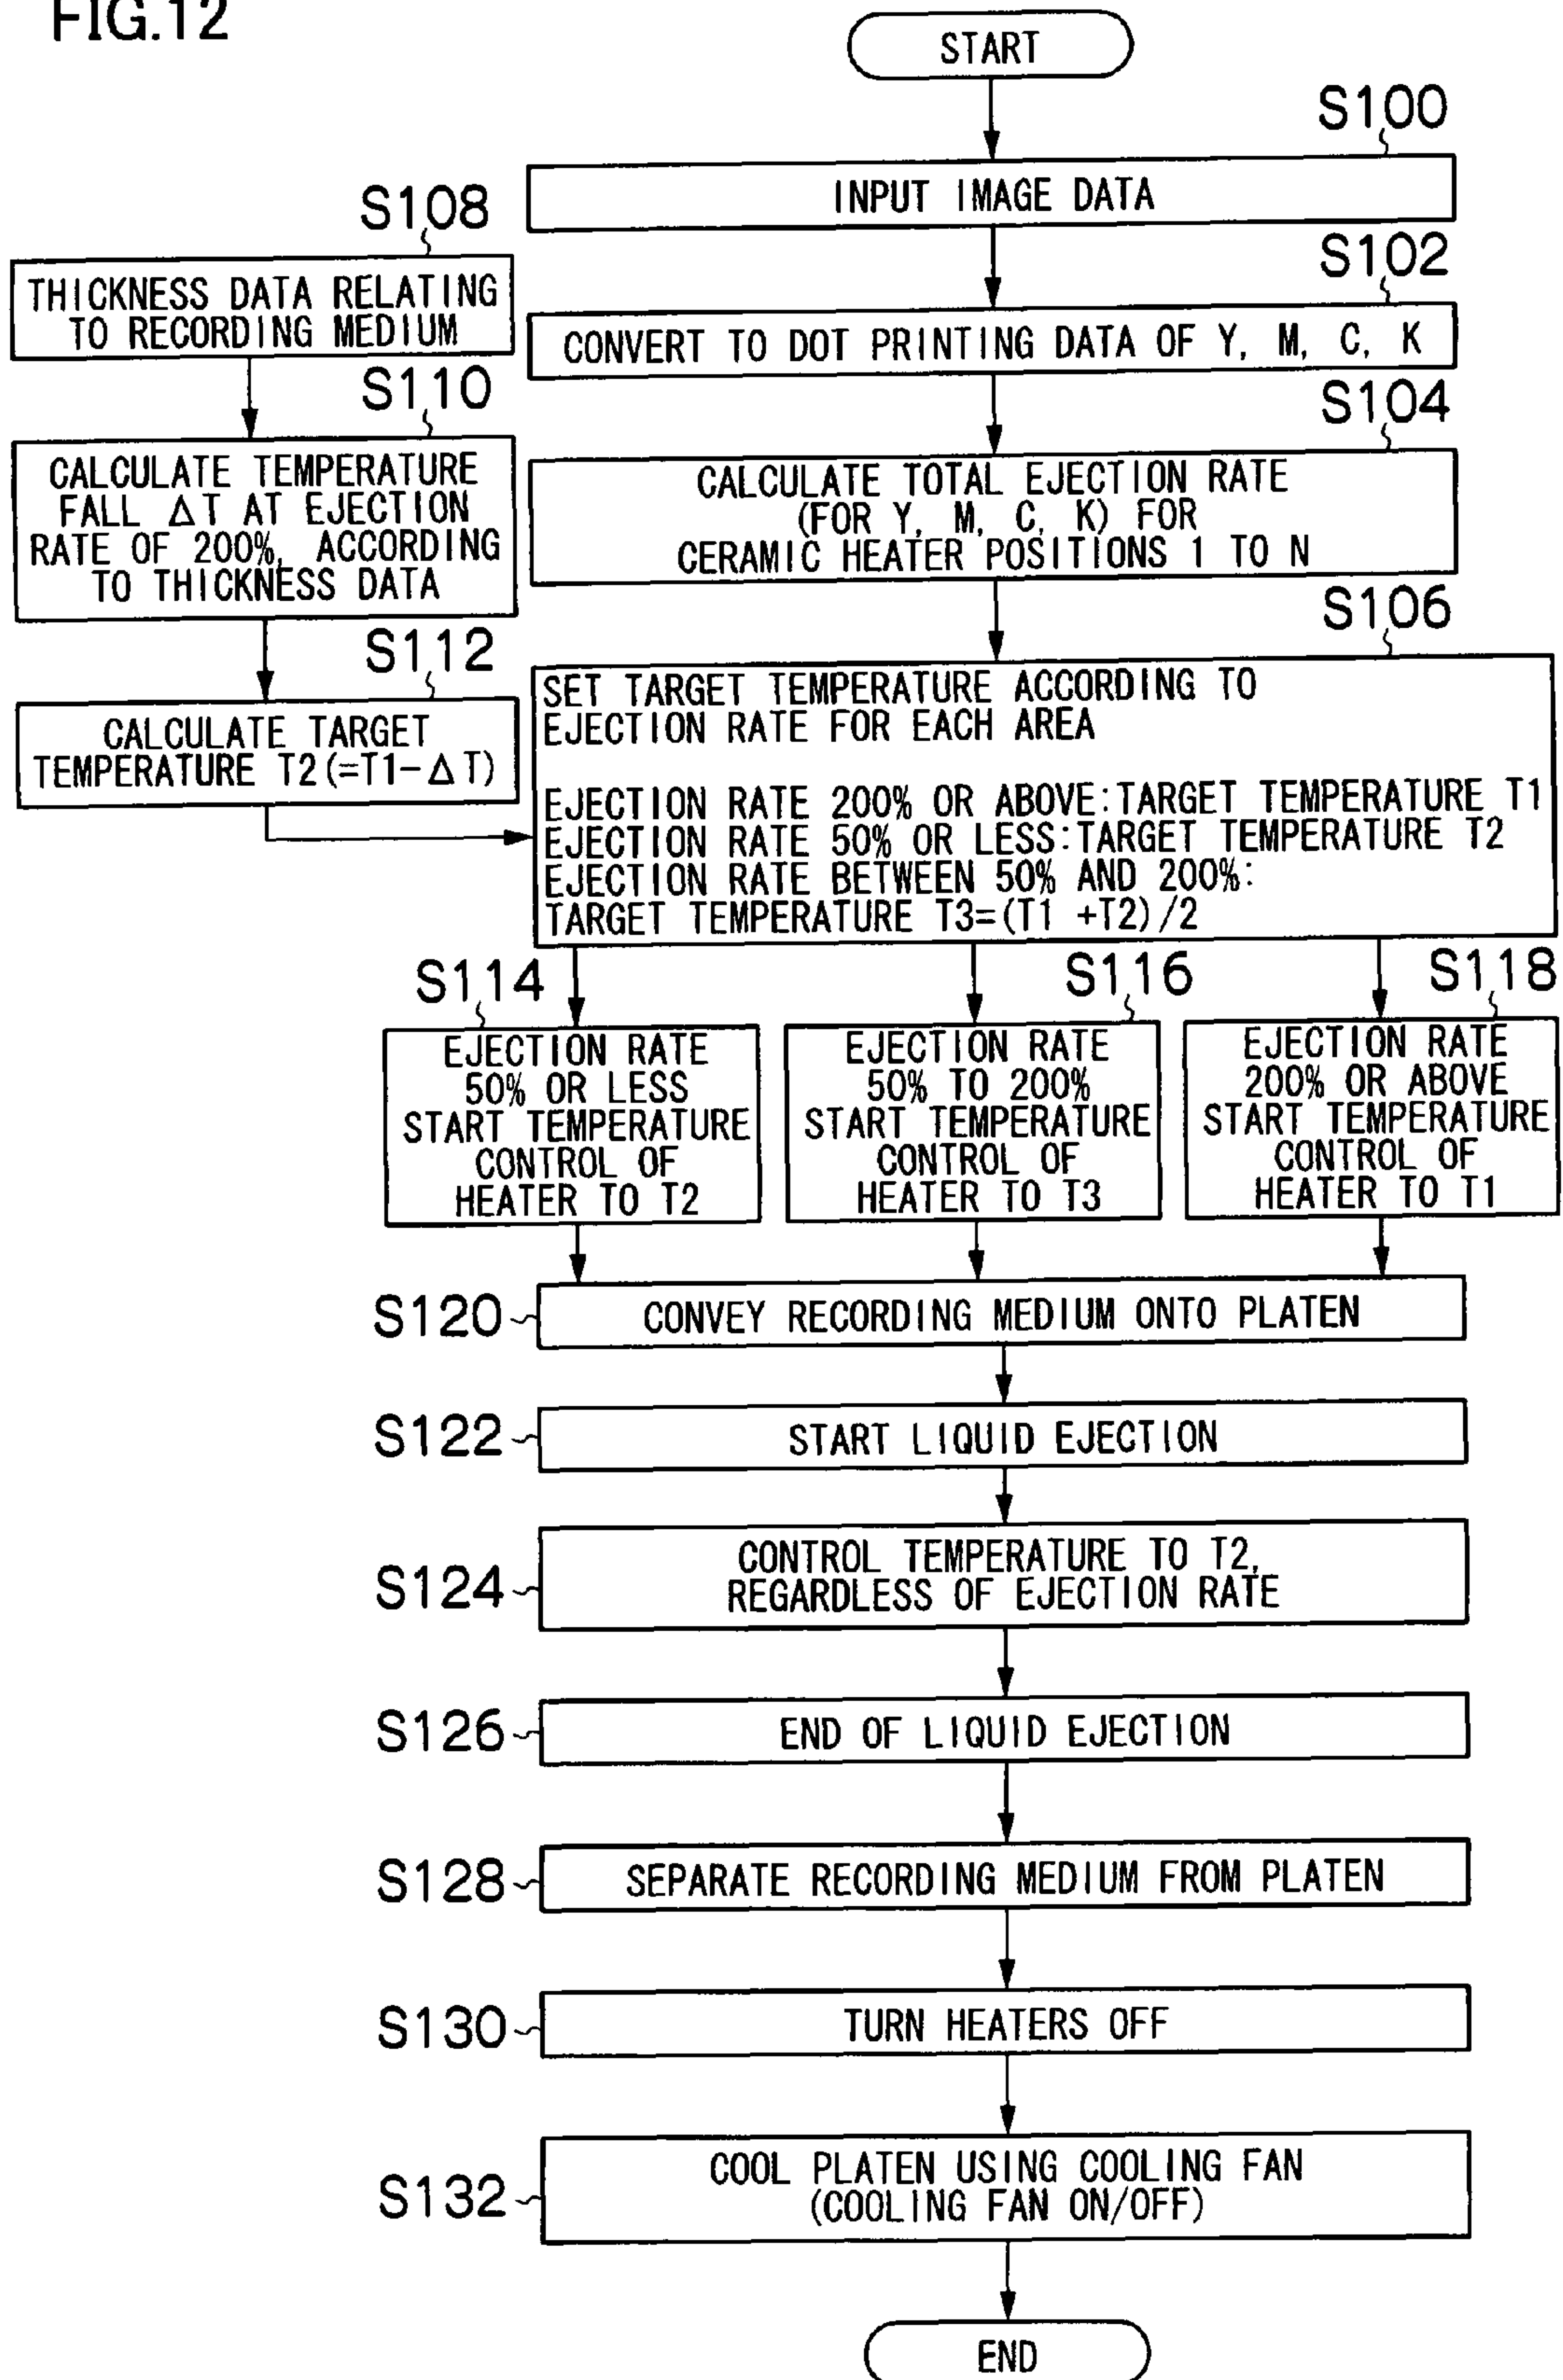 FIG.12
START
S100
INPUT IMAGE DATA
S102
CONVERT TO DOT PRINTING DATA OF Y, M, C, K
S104
CALCULATE TOTAL EJECTION RATE
(FOR Y, M, C, K) FOR
CERAMIC HEATER POSITIONS 1 TO N
S108
THICKNESS DATA RELATING
TO RECORDING MEDIUM
S110
CALCULATE TEMPERATURE
FALL ΔT AT EJECTION
RATE OF 200%, ACCORDING
TO THICKNESS DATA
S112
CALCULATE TARGET
TEMPERATURE T2(=T1-ΔT)
S106
SET TARGET TEMPERATURE ACCORDING TO
EJECTION RATE FOR EACH AREA
EJECTION RATE 200% OR ABOVE:TARGET TEMPERATURE T1
EJECTION RATE 50% OR LESS:TARGET TEMPERATURE T2
EJECTION RATE BETWEEN 50% AND 200%:
TARGET TEMPERATURE T3=(T1 +T2)/2
S114
EJECTION RATE
50% OR LESS
START TEMPERATURE
CONTROL OF
HEATER TO T2
S116
EJECTION RATE
50% TO 200%
START TEMPERATURE
CONTROL OF
HEATER TO T3
S118
EJECTION RATE
200% OR ABOVE
START TEMPERATURE
CONTROL OF
HEATER TO T1
S120
CONVEY RECORDING MEDIUM ONTO PLATEN
S122
START LIQUID EJECTION
S124
CONTROL TEMPERATURE TO T2,
REGARDLESS OF EJECTION RATE
S126
END OF LIQUID EJECTION
S128
SEPARATE RECORDING MEDIUM FROM PLATEN
S130
TURN HEATERS OFF
S132
COOL PLATEN USING COOLING FAN
(COOLING FAN ON/OFF)
END